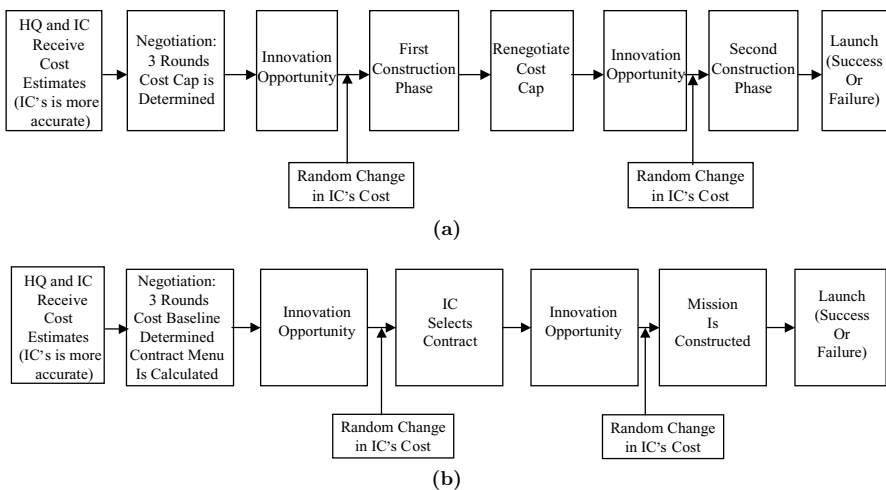 HQ and IC
Receive
Cost
Estimates
(IC's is more
accurate)
Negotiation:
3 Rounds
Cost Cap is
Determined
Innovation
Opportunity
First
Construction
Phase
Renegotiate
Cost
Cap
Innovation
Opportunity
Second
Construction
Phase
Launch
(Success
Or
Failure)
Random Change
in IC's Cost
Random Change
in IC's Cost
(a)
HQ and IC
Receive
Cost
Estimates
(IC's is more
accurate)
Negotiation:
3 Rounds
Cost Baseline
Determined
Contract Menu
Is Calculated
Innovation
Opportunity
IC
Selects
Contract
Innovation
Opportunity
Mission
Is
Constructed
Launch
(Success
Or
Failure)
Random Change
in IC's Cost
Random Change
in IC's Cost
(b)